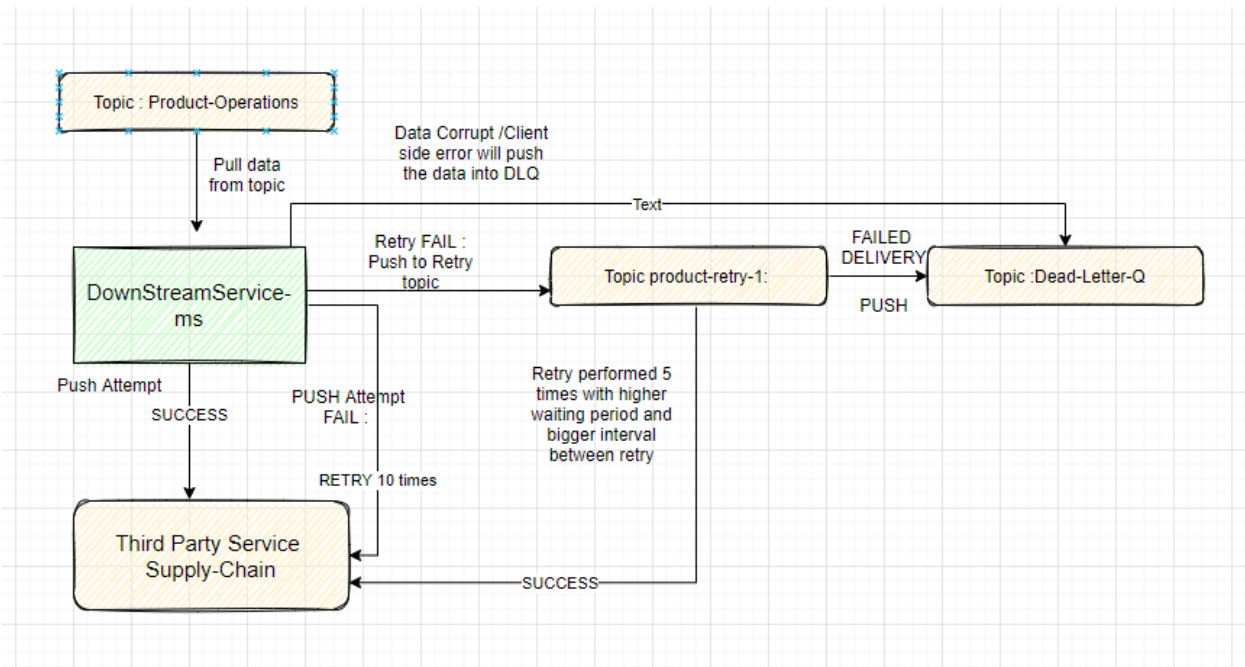 Topic : Product-Operations
Pull data
from topic
Data Corrupt /Client
side error will push
the data into DLQ
Text
DownStreamService-
ms
Retry FAIL :
Push to Retry
topic
Topic product-retry-1:
FAILED
DELIVERY
PUSH
Topic :Dead-Letter-Q
Push Attempt
SUCCESS
PUSH Attempt
FAIL :
RETRY 10 times
Retry performed 5
times with higher
waiting period and
bigger interval
between retry
Third Party Service
Supply-Chain
SUCCESS